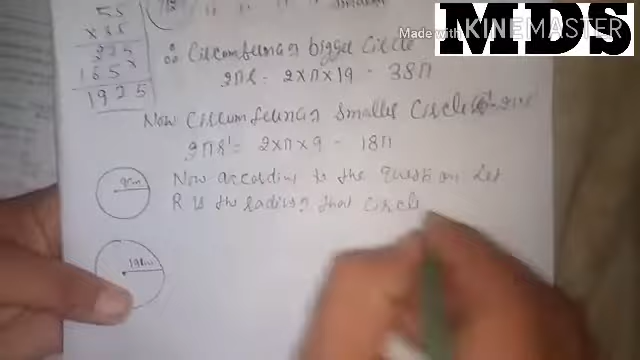 Made with KINEMASTER
MDS
55
× 35
275
165×
1925
∴ Circumference bigger Circle
2πr = 2×π×19 = 38π
Now Circumference smaller Circle
2πr' = 2×π×9 = 18π
9cm
Now according to the question Let
R is the radius of that circle
19cm